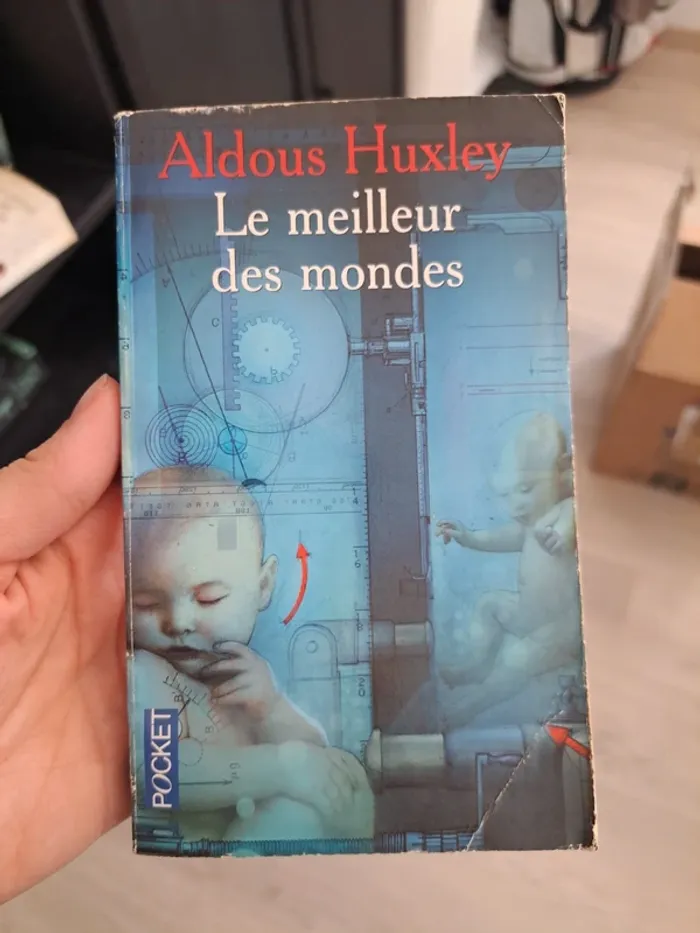 Aldous Huxley
Le meilleur
des mondes
POCKET